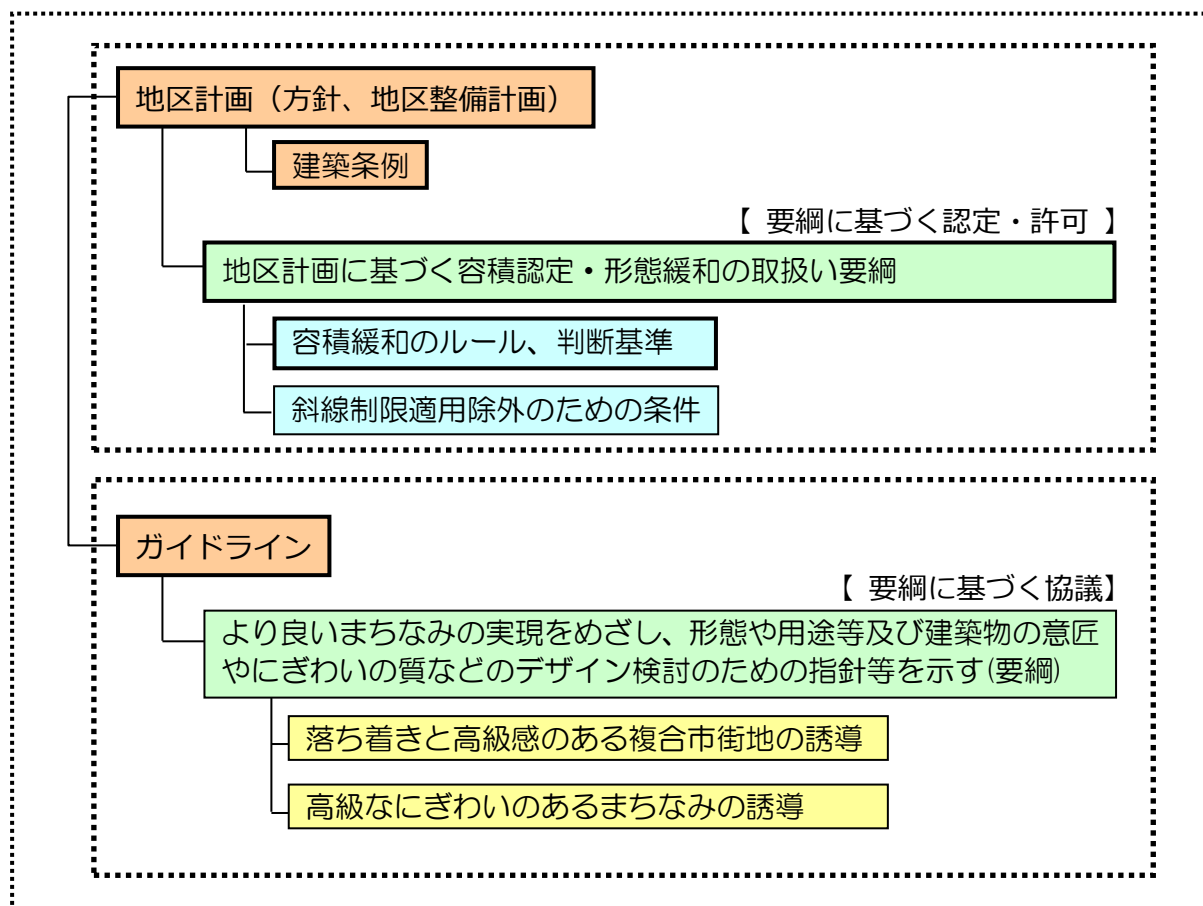 地区計画（方針、地区整備計画）
建築条例
【 要綱に基づく認定・許可 】
地区計画に基づく容積認定・形態緩和の取扱い要綱
容積緩和のルール、判断基準
斜線制限適用除外のための条件
ガイドライン
【 要綱に基づく協議】
より良いまちなみの実現をめざし、形態や用途等及び建築物の意匠
やにぎわいの質などのデザイン検討のための指針等を示す(要綱)
落ち着きと高級感のある複合市街地の誘導
高級なにぎわいのあるまちなみの誘導